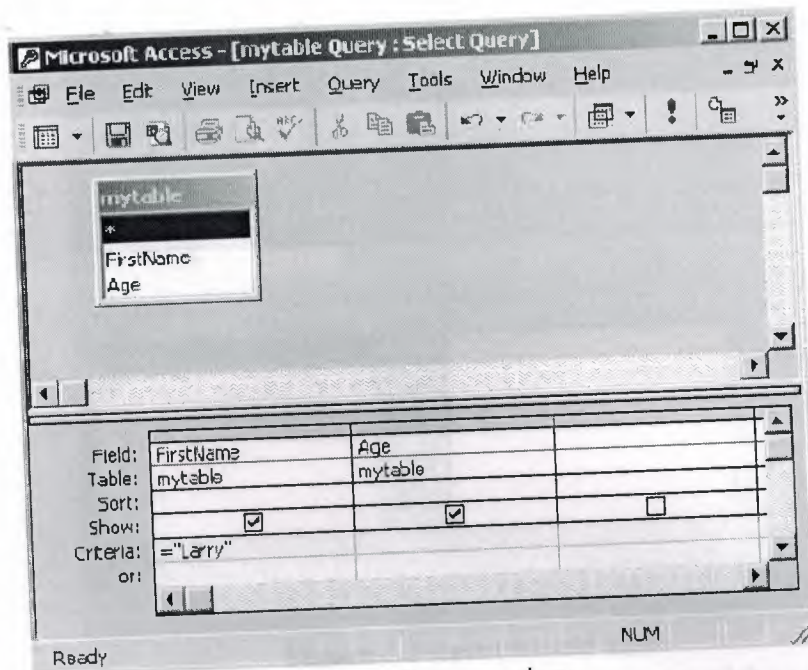 Microsoft Access - [mytable Query : Select Query]
File Edit View Insert Query Tools Window Help
mytable
*
FirstName
Age
Field: FirstName Age
Table: mytable mytable
Sort:
Show:
Criteria: ="Larry"
or:
Ready NUM